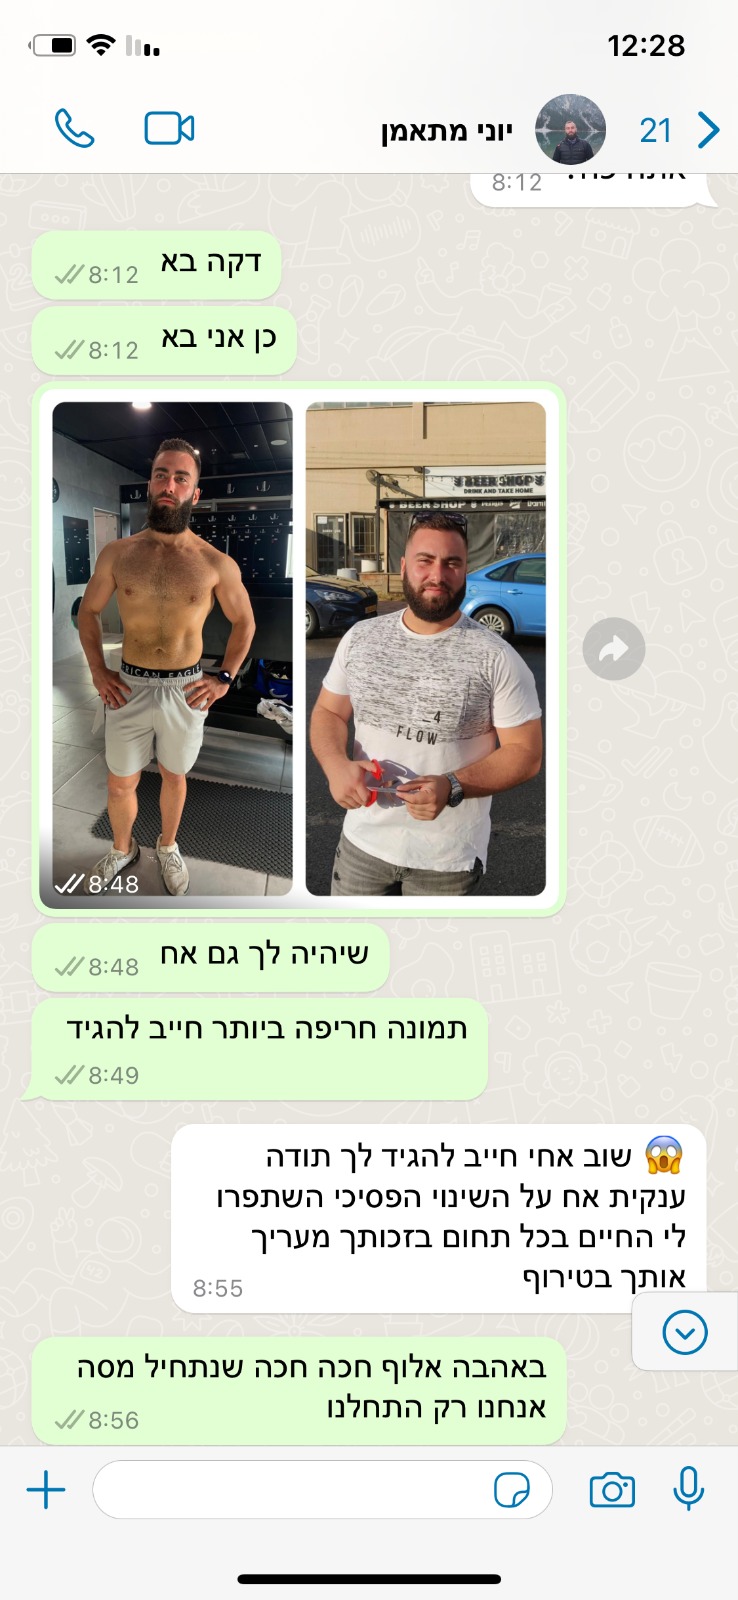 12:28
21
יוני מתאמן
8:12
דקה בא
8:12
כן אני בא
8:12
RICAN EAGLE
BEER SHOP
DRINK AND TAKE HOME
BEER SHOP
_4
FLOW
8:48
שיהיה לך גם אח
8:48
תמונה חריפה ביותר חייב להגיד
8:49
😱 שוב אחי חייב להגיד לך תודה
ענקית אח על השינוי הפסיכי השתפרו
לי החיים בכל תחום בזכותך מעריך
אותך בטירוף
8:55
באהבה אלוף חכה חכה שנתחיל מסה
אנחנו רק התחלנו
8:56